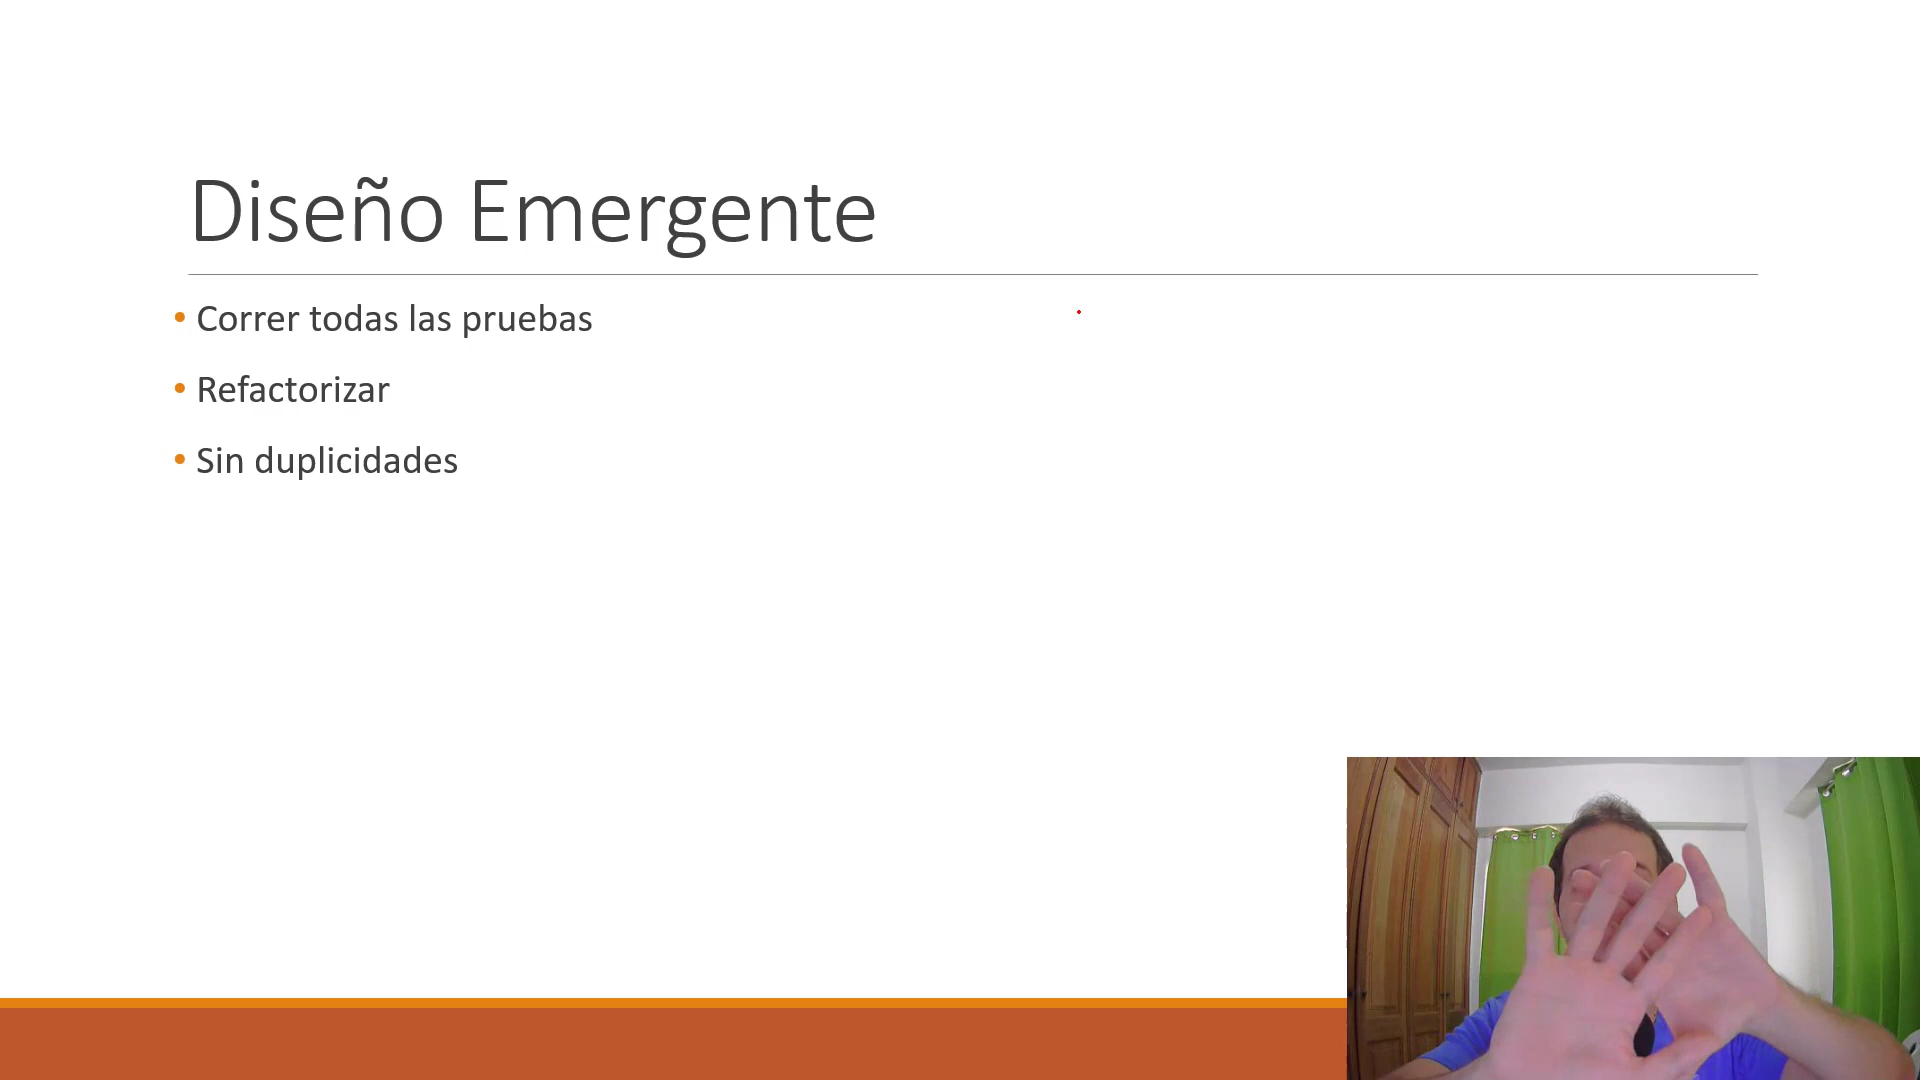 Diseño Emergente
• Correr todas las pruebas
• Refactorizar
• Sin duplicidades